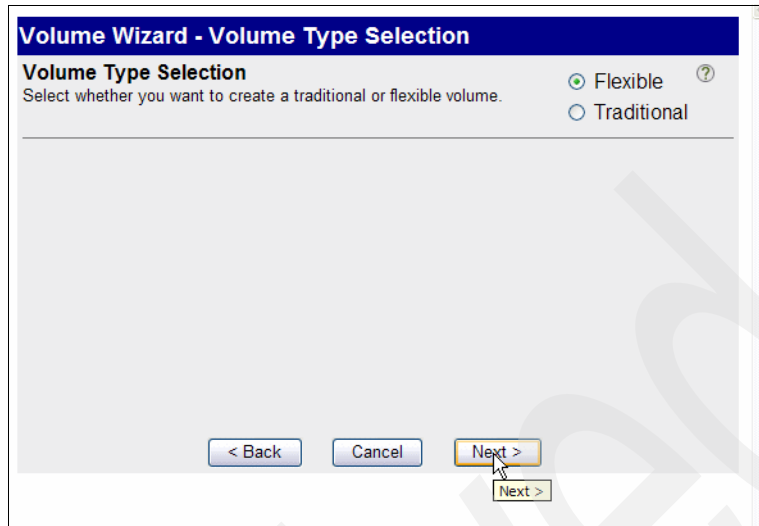 Volume Wizard - Volume Type Selection
Volume Type Selection
Select whether you want to create a traditional or flexible volume.
Flexible
?
Traditional
< Back
Cancel
Next >
Next >